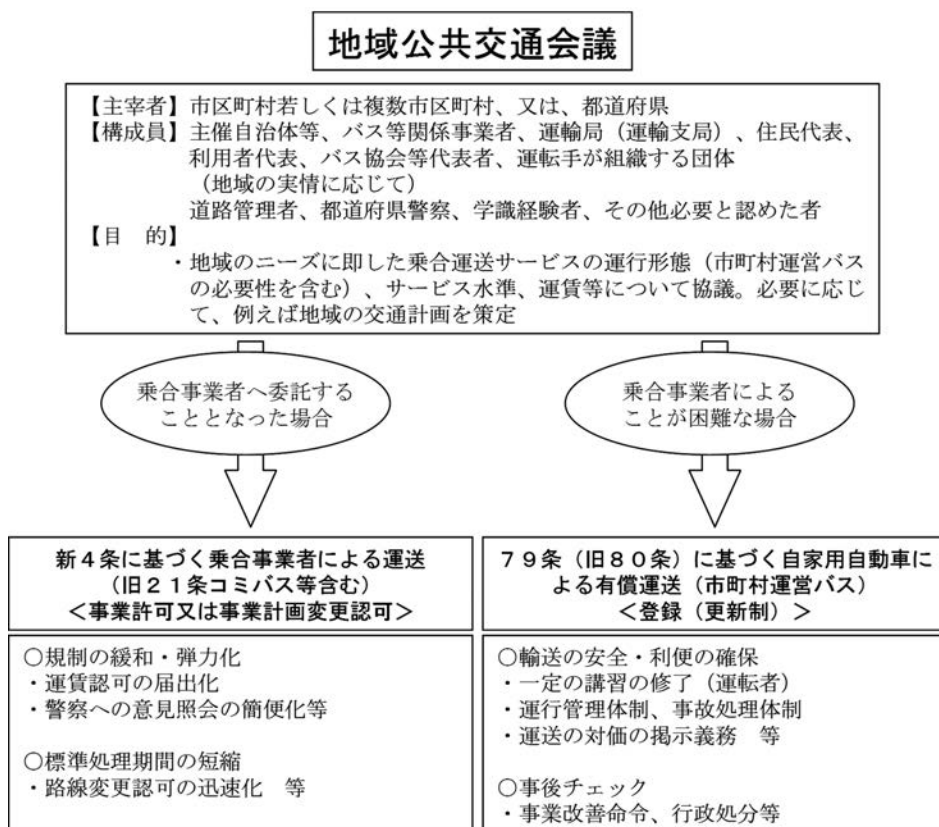 地域公共交通会議
【主宰者】市区町村若しくは複数市区町村、又は、都道府県
【構成員】主催自治体等、バス等関係事業者、運輸局（運輸支局）、住民代表、
利用者代表、バス協会等代表者、運転手が組織する団体
（地域の実情に応じて）
道路管理者、都道府県警察、学識経験者、その他必要と認めた者
【目　的】
・地域のニーズに即した乗合運送サービスの運行形態（市町村運営バス
の必要性を含む）、サービス水準、運賃等について協議。必要に応じ
て、例えば地域の交通計画を策定
乗合事業者へ委託する
こととなった場合
乗合事業者による
ことが困難な場合
新４条に基づく乗合事業者による運送
（旧２１条コミバス等含む）
＜事業許可又は事業計画変更認可＞
○規制の緩和・弾力化
・運賃認可の届出化
・警察への意見照会の簡便化等
○標準処理期間の短縮
・路線変更認可の迅速化　等
７９条（旧８０条）に基づく自家用自動車に
よる有償運送（市町村運営バス）
＜登録（更新制）＞
○輸送の安全・利便の確保
・一定の講習の修了（運転者）
・運行管理体制、事故処理体制
・運送の対価の掲示義務　等
○事後チェック
・事業改善命令、行政処分等